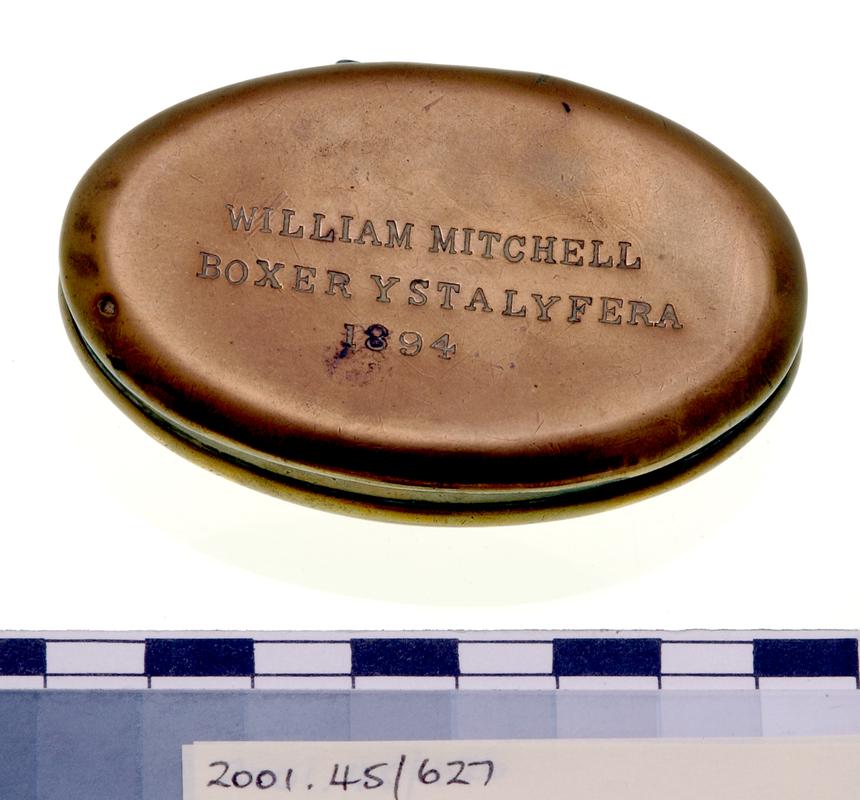 WILLIAM MITCHELL
BOXER YSTALYFERA
1894
2001.45/627